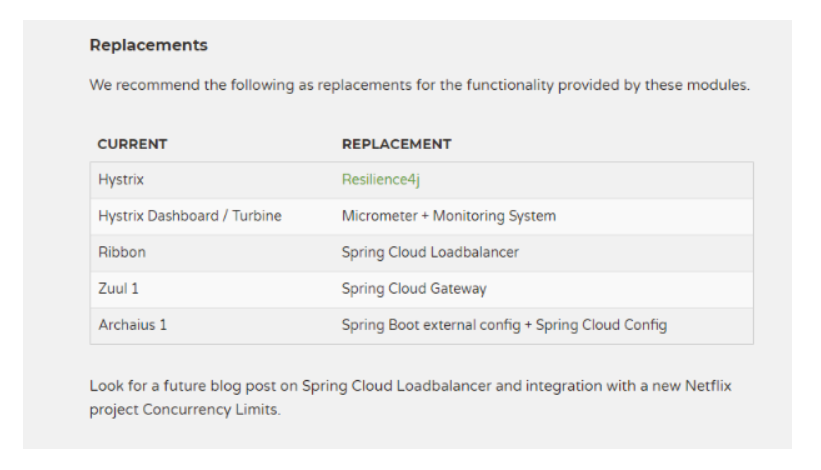 Replacements
We recommend the following as replacements for the functionality provided by these modules.
CURRENT REPLACEMENT
Hystrix Resilience4j
Hystrix Dashboard / Turbine Micrometer + Monitoring System
Ribbon Spring Cloud Loadbalancer
Zuul 1 Spring Cloud Gateway
Archaius 1 Spring Boot external config + Spring Cloud Config
Look for a future blog post on Spring Cloud Loadbalancer and integration with a new Netflix
project Concurrency Limits.